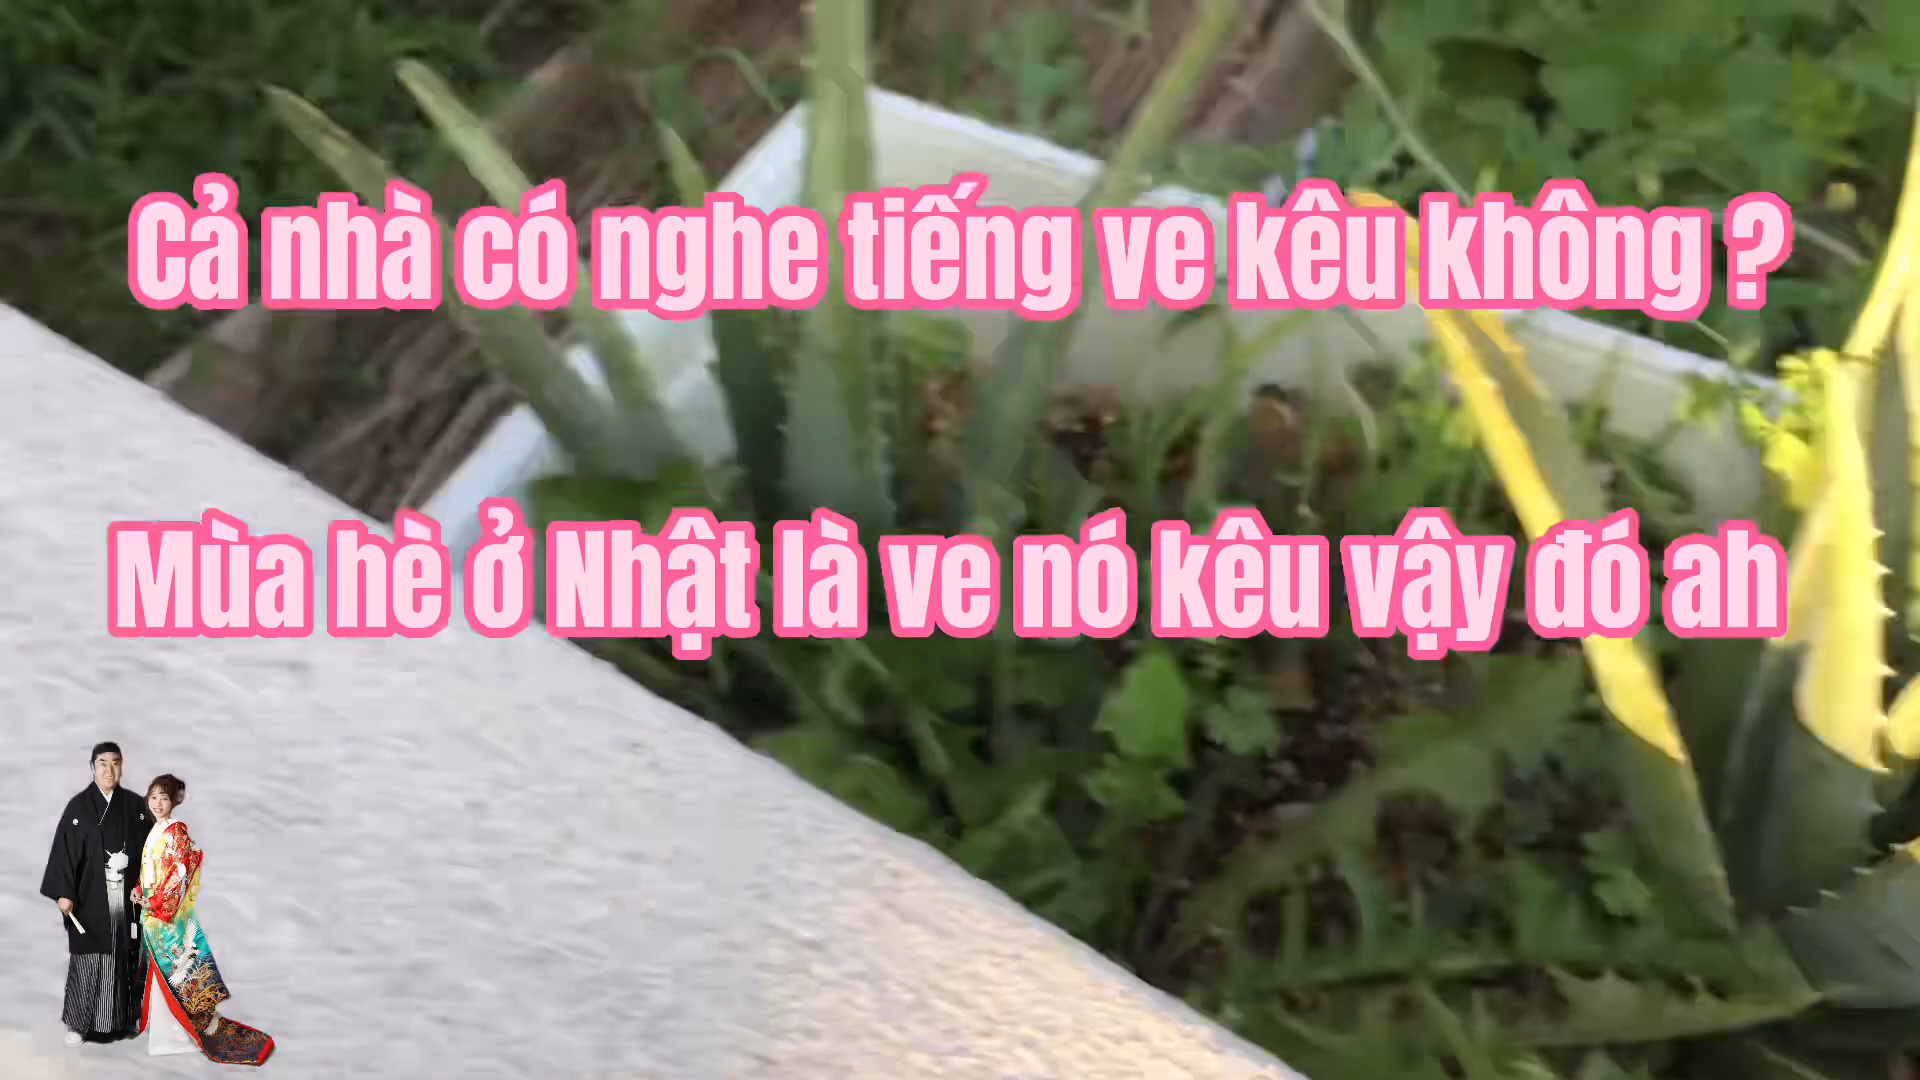 Cả nhà có nghe tiếng ve kêu không ?
Mùa hè ở Nhật là ve nó kêu vậy đó ah